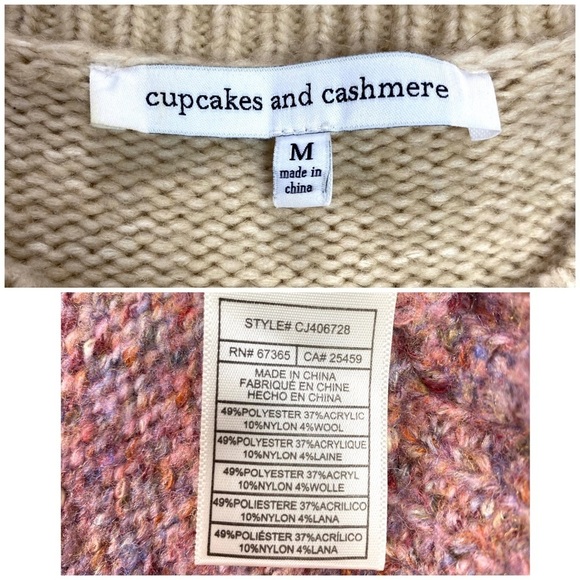 cupcakes and cashmere
M
made in
china
STYLE# CJ406728
RN# 67365 CA# 25459
MADE IN CHINA
FABRIQUÉ EN CHINE
HECHO EN CHINA
49%POLYESTER 37%ACRYLIC
10%NYLON 4%WOOL
49%POLYESTER 37%ACRYLIQUE
10%NYLON 4%LAINE
49%POLYESTER 37%ACRYL
10%NYLON 4%WOLLE
49%POLIESTERE 37%ACRILICO
10%NYLON 4%LANA
49%POLIÉSTER 37%ACRÍLICO
10%NYLON 4%LANA